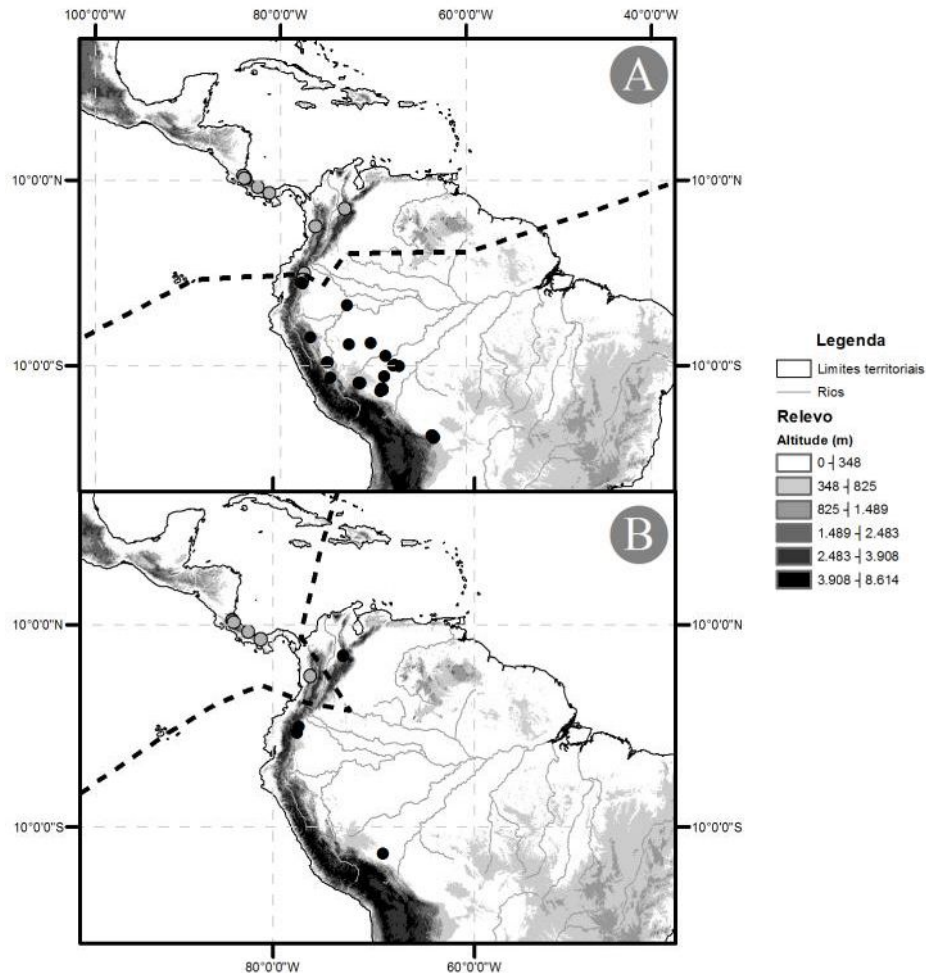 100°0'0"W 80°0'0"W 60°0'0"W 40°0'0"W
A
10°0'0"N 10°0'0"N
10°0'0"S 10°0'0"S
B
10°0'0"N 10°0'0"N
10°0'0"S 10°0'0"S
80°0'0"W 60°0'0"W
Legenda
Limites territoriais
Rios
Relevo
Altitude (m)
0 ┤348
348 ┤825
825 ┤1.489
1.489 ┤2.483
2.483 ┤3.908
3.908 ┤8.614